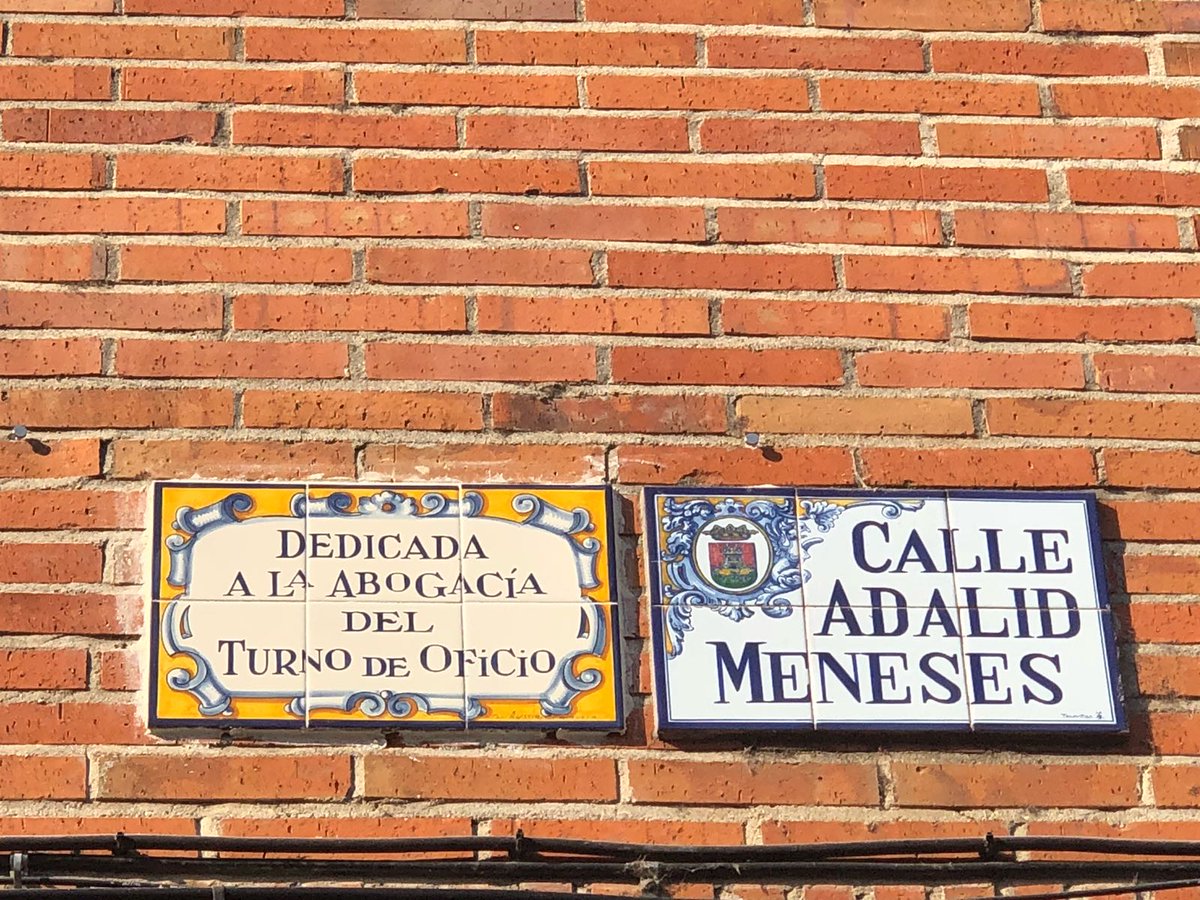 DEDICADA
A LA ABOGACÍA
DEL
TURNO DE OFICIO
CALLE
ADALID
MENESES